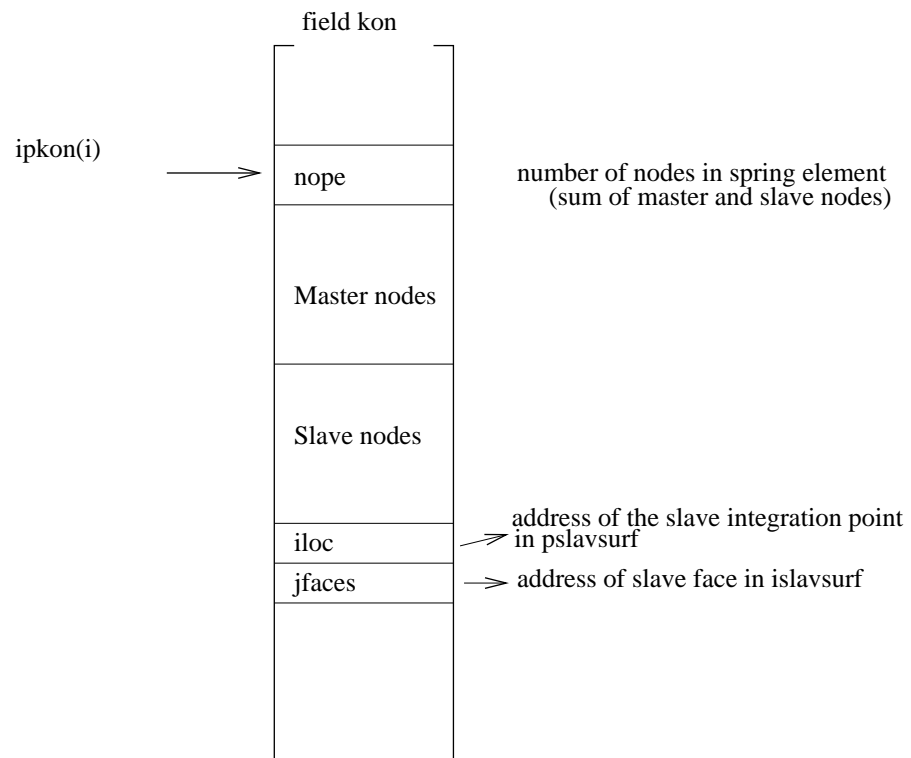 field kon
ipkon(i)
nope
number of nodes in spring element
(sum of master and slave nodes)
Master nodes
Slave nodes
address of the slave integration point
in pslavsurf
iloc
jfaces
address of slave face in islavsurf